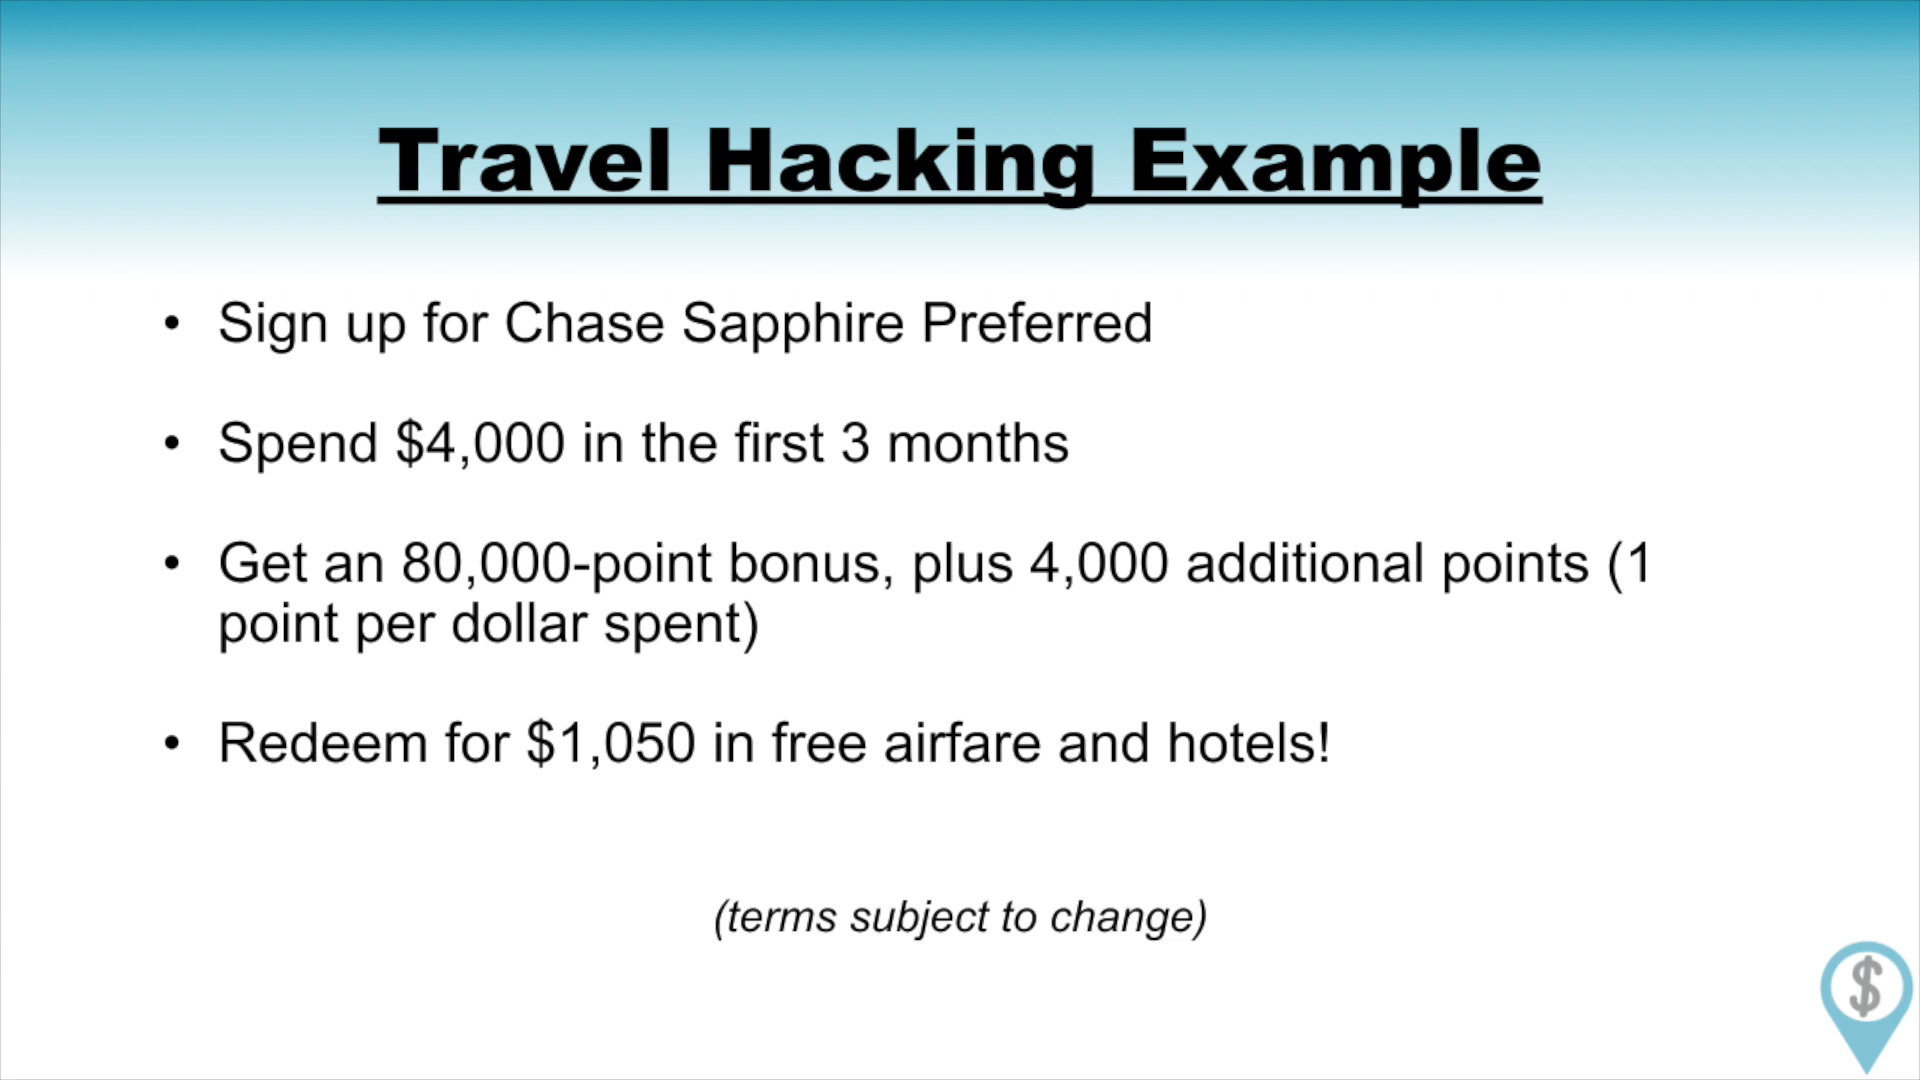 Travel Hacking Example
• Sign up for Chase Sapphire Preferred
• Spend $4,000 in the first 3 months
• Get an 80,000-point bonus, plus 4,000 additional points (1
point per dollar spent)
• Redeem for $1,050 in free airfare and hotels!
(terms subject to change)
$